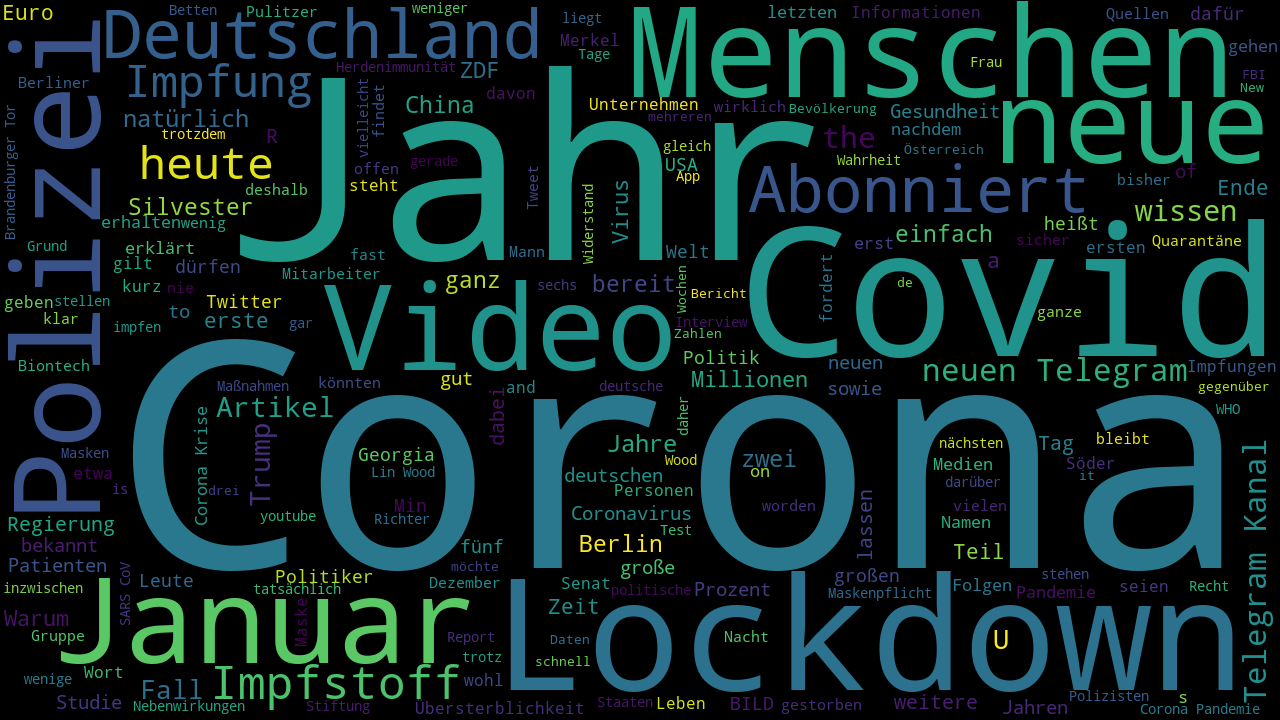 Euro
Betten
Pulitzer
weniger
liegt
letzten
Informationen
Quellen
dafür
Deutschland
Menschen
Merkel
Tage
gehen
Polizei
Berliner
Impfung
Herdenimmunität
ZDF
Frau
FBI
New
China
davon
Unternehmen
mehreren
wirklich
Bevölkerung
Gesundheit
neue
natürlich
trotzdem
R
vielleicht
findet
Jahr
the
nachdem
Österreich
Brandenburger Tor
heute
offen
gerade
gleich
USA
App
Wahrheit
bisher
of
Ende
deshalb
steht
Tweet
Widerstand
Virus
Abonniert
Silvester
erhaltenwenig
wissen
heißt
Grund
erklärt
fast
Mann
Welt
erst
einfach
sicher
ersten
Quarantäne
gilt
dürfen
Mitarbeiter
a
Covid
geben
stellen
kurz
nie
Twitter
ganz
sechs
bereit
Wochen
Bericht
fordert
de
klar
impfen
to
erste
gar
Video
Interview
Zahlen
ganze
Biontech
Politik
neuen
Impfungen
Maßnahmen
könnten
gut
and
deutsche
Millionen
sowie
neuen Telegram
gegenüber
Artikel
dabei
daher
WHO
Masken
Corona Krise
Trump
Georgia
Jahre
Wood
zwei
on
nächsten
Tag
bleibt
etwa
Lin Wood
deutschen
Medien
Söder
is
drei
Corona
Personen
darüber
it
Min
worden
vielen
Regierung
youtube
Richter
Coronavirus
Test
lassen
Namen
Telegram Kanal
bekannt
fünf
Berlin
Teil
Patienten
möchte
große
inzwischen
SARS CoV
Leute
Politiker
tatsächlich
Dezember
Senat
politische
Prozent
großen
Maskenpflicht
Folgen
stehen
Pandemie
seien
Recht
Warum
Januar
Maske
Zeit
Lockdown
Gruppe
Report
Daten
Nacht
U
trotz
schnell
wenige
Wort
Impfstoff
wohl
Studie
Fall
Nebenwirkungen
Stiftung
Übersterblichkeit
Staaten
Leben
BILD
gestorben
weitere
Jahren
Polizisten
Corona Pandemie
s